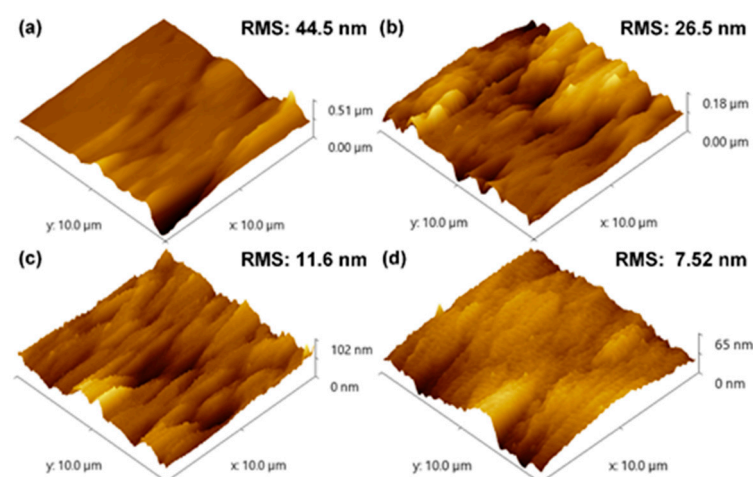 (a) RMS: 44.5 nm
0.51 µm
0.00 µm
y: 10.0 µm
x: 10.0 µm
(b) RMS: 26.5 nm
0.18 µm
0.00 µm
y: 10.0 µm
x: 10.0 µm
(c) RMS: 11.6 nm
102 nm
0 nm
y: 10.0 µm
x: 10.0 µm
(d) RMS: 7.52 nm
65 nm
0 nm
y: 10.0 µm
x: 10.0 µm